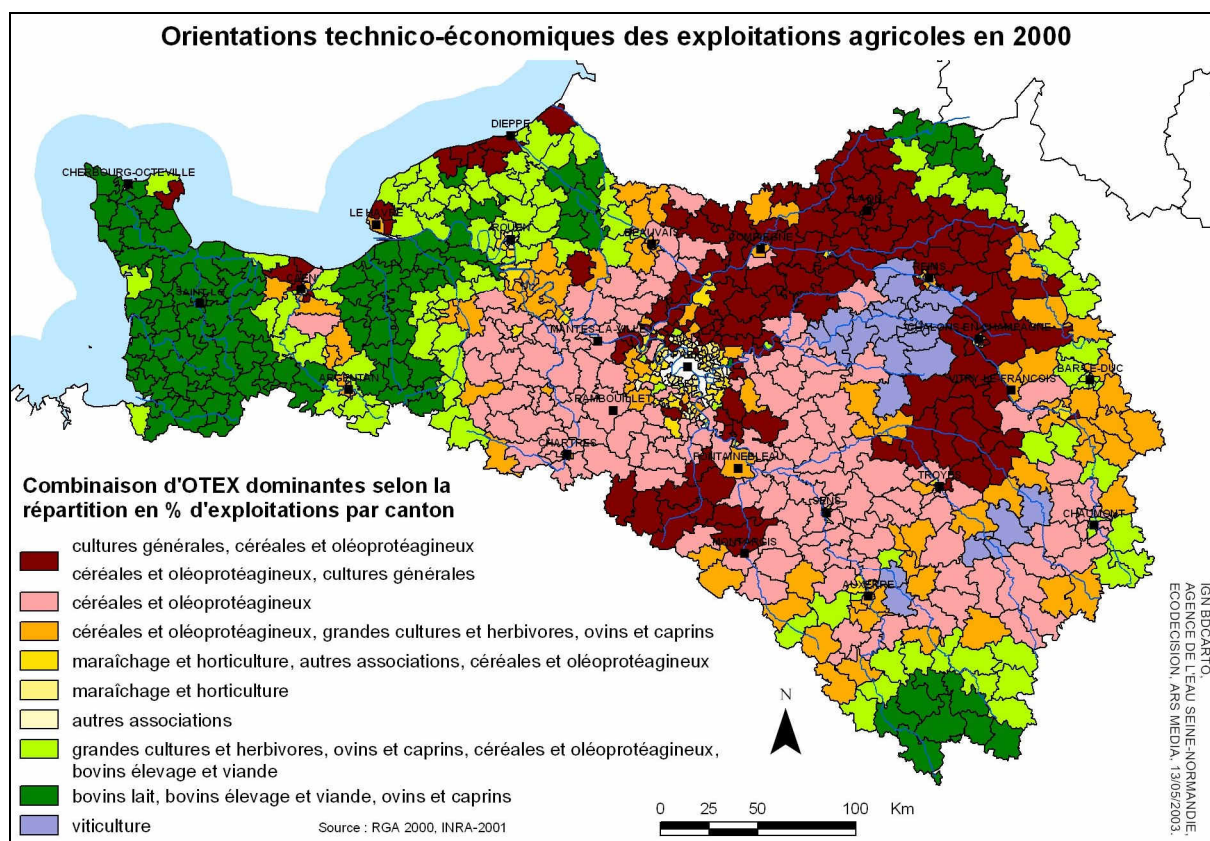 Orientations technico-économiques des exploitations agricoles en 2000
DIEPPE
CHERBOURG-OCTEVILLE
LE HAVRE
ROUEN
BEAUVAIS
COMPIEGNE
LAON
REIMS
CAEN
SAINT-LO
MANTES-LA-VILLE
PARIS
CHALONS-EN-CHAMPAGNE
BAR-LE-DUC
VITRY-LE-FRANCOIS
ARGENTAN
RAMBOUILLET
CHARTRES
FONTAINEBLEAU
TROYES
SENS
CHAUMONT
MONTARGIS
AUXERRE
Combinaison d'OTEX dominantes selon la
répartition en % d'exploitations par canton
cultures générales, céréales et oléoprotéagineux
céréales et oléoprotéagineux, cultures générales
céréales et oléoprotéagineux
céréales et oléoprotéagineux, grandes cultures et herbivores, ovins et caprins
maraîchage et horticulture, autres associations, céréales et oléoprotéagineux
maraîchage et horticulture
autres associations
grandes cultures et herbivores, ovins et caprins, céréales et oléoprotéagineux,
bovins élevage et viande
bovins lait, bovins élevage et viande, ovins et caprins
viticulture
Source : RGA 2000, INRA-2001
N
0 25 50 100 Km
IGN BDCARTO,
AGENCE DE L'EAU SEINE-NORMANDIE,
ECODECISION. ARS MEDIA. 13/05/2003.